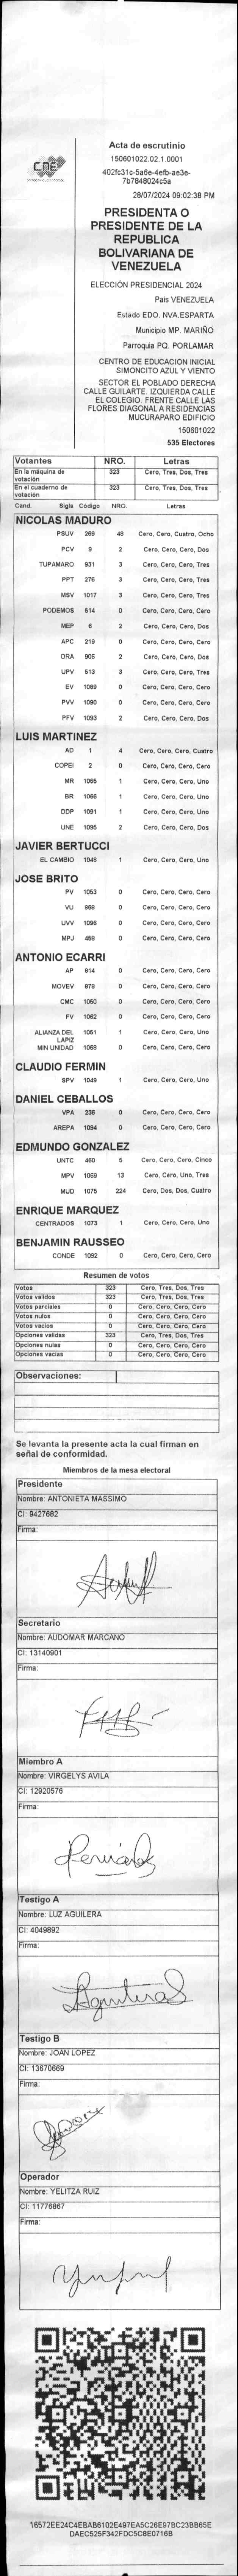 CNE
Acta de escrutinio
150601022.02.1.0001
402fc31c-5a6e-4efb-ae3e-
7b7848024c5a
28/07/2024 09:02:38 PM
PRESIDENTA O
PRESIDENTE DE LA
REPUBLICA
BOLIVARIANA DE
VENEZUELA
ELECCIÓN PRESIDENCIAL 2024
Pais VENEZUELA
Estado EDO. NVA.ESPARTA
Municipio MP. MARIÑO
Parroquia PQ. PORLAMAR
CENTRO DE EDUCACION INICIAL
SIMONCITO AZUL Y VIENTO
SECTOR EL POBLADO DERECHA
CALLE GUILARTE. IZQUIERDA CALLE
EL COLEGIO. FRENTE CALLE LAS
FLORES DIAGONAL A RESIDENCIAS
MUCURAPARO EDIFICIO
150601022
535 Electores
Votantes NRO. Letras
En la máquina de votación 323 Cero, Tres, Dos, Tres
En el cuaderno de votación 323 Cero, Tres, Dos, Tres
Cand. Sigla Código NRO. Letras
NICOLAS MADURO
PSUV 269 48 Cero, Cero, Cuatro, Ocho
PCV 9 2 Cero, Cero, Cero, Dos
TUPAMARO 931 3 Cero, Cero, Cero, Tres
PPT 276 3 Cero, Cero, Cero, Tres
MSV 1017 3 Cero, Cero, Cero, Tres
PODEMOS 514 0 Cero, Cero, Cero, Cero
MEP 6 2 Cero, Cero, Cero, Dos
APC 219 0 Cero, Cero, Cero, Cero
ORA 906 2 Cero, Cero, Cero, Dos
UPV 513 3 Cero, Cero, Cero, Tres
EV 1089 0 Cero, Cero, Cero, Cero
PVV 1090 0 Cero, Cero, Cero, Cero
PFV 1093 2 Cero, Cero, Cero, Dos
LUIS MARTINEZ
AD 1 4 Cero, Cero, Cero, Cuatro
COPEI 2 0 Cero, Cero, Cero, Cero
MR 1055 1 Cero, Cero, Cero, Uno
BR 1066 1 Cero, Cero, Cero, Uno
DDP 1091 1 Cero, Cero, Cero, Uno
UNE 1095 2 Cero, Cero, Cero, Dos
JAVIER BERTUCCI
EL CAMBIO 1048 1 Cero, Cero, Cero, Uno
JOSE BRITO
PV 1053 0 Cero, Cero, Cero, Cero
VU 869 0 Cero, Cero, Cero, Cero
UVV 1096 0 Cero, Cero, Cero, Cero
MPJ 458 0 Cero, Cero, Cero, Cero
ANTONIO ECARRI
AP 814 0 Cero, Cero, Cero, Cero
MOVEV 878 0 Cero, Cero, Cero, Cero
CMC 1050 0 Cero, Cero, Cero, Cero
FV 1062 0 Cero, Cero, Cero, Cero
ALIANZA DEL LAPIZ 1051 1 Cero, Cero, Cero, Uno
MIN UNIDAD 1068 0 Cero, Cero, Cero, Cero
CLAUDIO FERMIN
SPV 1049 1 Cero, Cero, Cero, Uno
DANIEL CEBALLOS
VPA 236 0 Cero, Cero, Cero, Cero
AREPA 1094 0 Cero, Cero, Cero, Cero
EDMUNDO GONZALEZ
UNTC 460 5 Cero, Cero, Cero, Cinco
MPV 1069 13 Cero, Cero, Uno, Tres
MUD 1075 224 Cero, Dos, Dos, Cuatro
ENRIQUE MARQUEZ
CENTRADOS 1073 1 Cero, Cero, Cero, Uno
BENJAMIN RAUSSEO
CONDE 1092 0 Cero, Cero, Cero, Cero
Resumen de votos
Votos 323 Cero, Tres, Dos, Tres
Votos validos 323 Cero, Tres, Dos, Tres
Votos parciales 0 Cero, Cero, Cero, Cero
Votos nulos 0 Cero, Cero, Cero, Cero
Votos vacios 0 Cero, Cero, Cero, Cero
Opciones validas 323 Cero, Tres, Dos, Tres
Opciones nulas 0 Cero, Cero, Cero, Cero
Opciones vacias 0 Cero, Cero, Cero, Cero
Observaciones:
Se levanta la presente acta la cual firman en
señal de conformidad.
Miembros de la mesa electoral
Presidente
Nombre: ANTONIETA MASSIMO
CI: 9427682
Firma:
Secretario
Nombre: AUDOMAR MARCANO
CI: 13140901
Firma:
Miembro A
Nombre: VIRGELYS AVILA
CI: 12920576
Firma:
Testigo A
Nombre: LUZ AGUILERA
CI: 4049892
Firma:
Aguilera
Testigo B
Nombre: JOAN LOPEZ
CI: 13670669
Firma:
Operador
Nombre: YELITZA RUIZ
CI: 11776867
Firma:
16572EE24C4EBAB6102E497EA5C26E97BC23BB65E
DAEC525F342FDC5C8E0716B